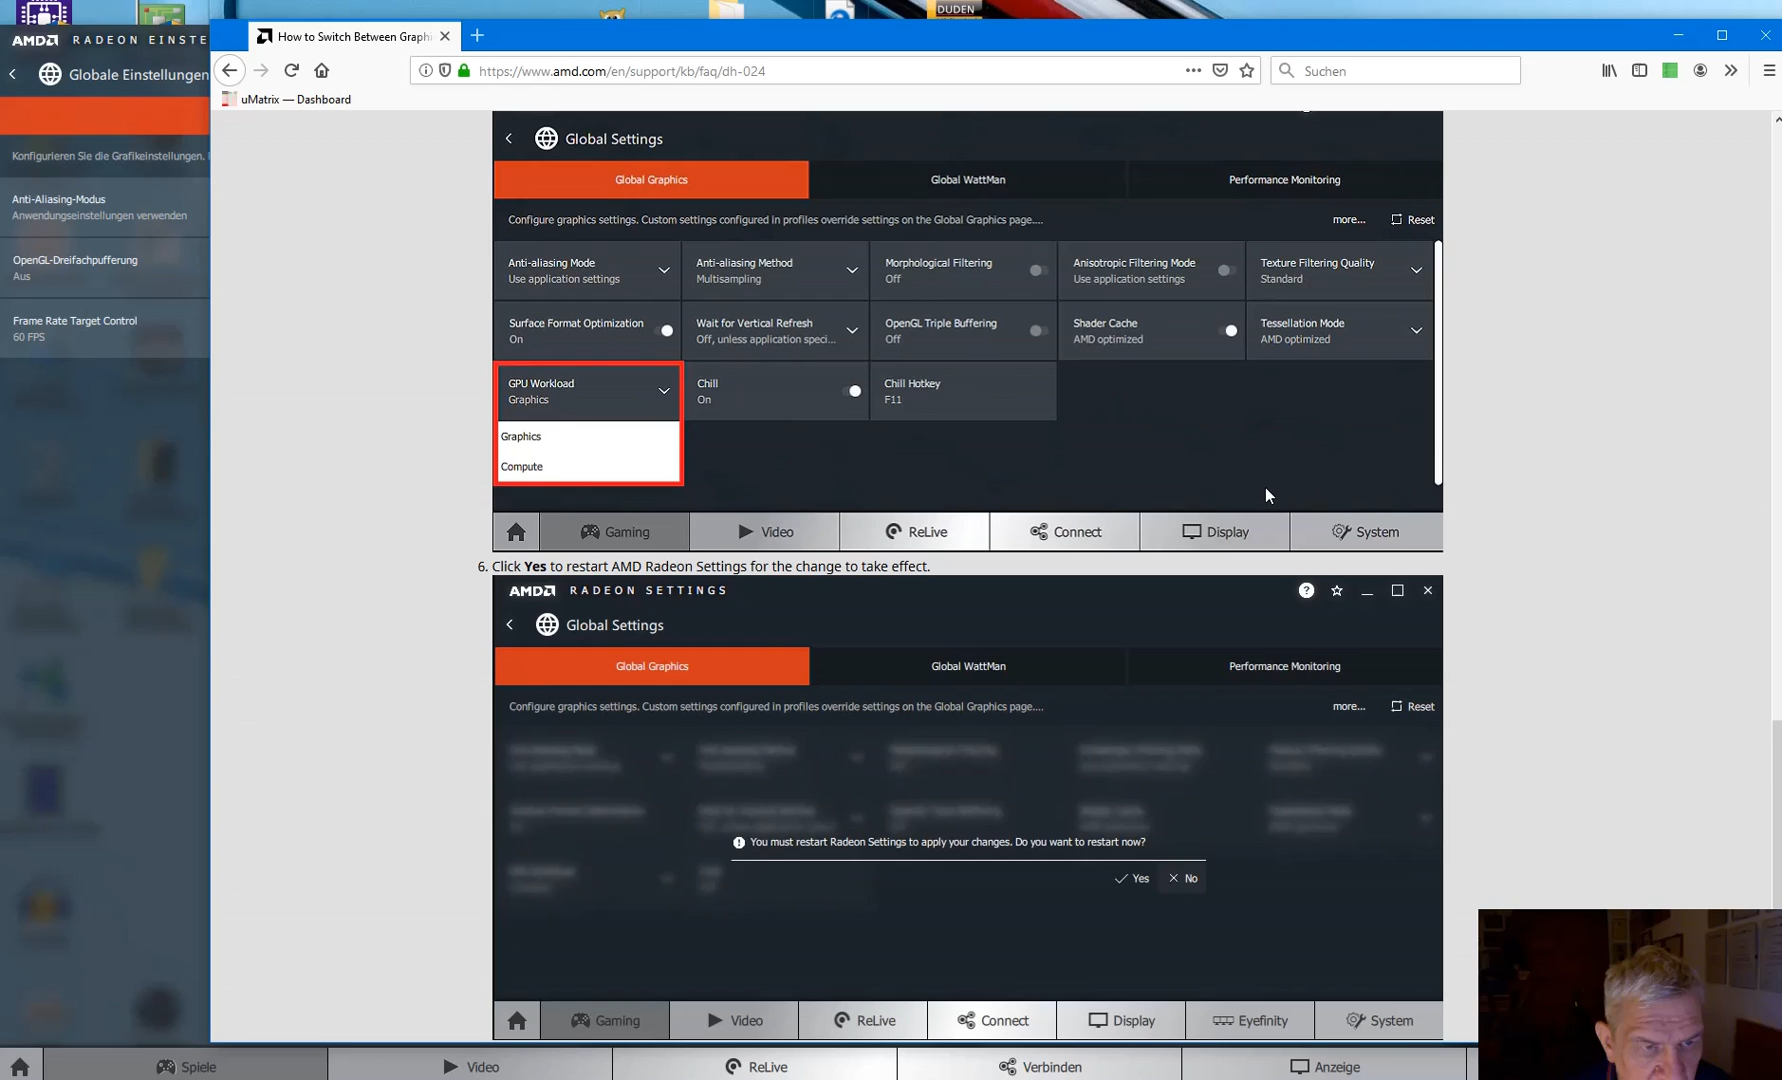 DUDEN
AMD RADEON EINSTE
How to Switch Between Graphi
https://www.amd.com/en/support/kb/faq/dh-024
Suchen
Globale Einstellungen
uMatrix — Dashboard
Konfigurieren Sie die Grafikeinstellungen.
Anti-Aliasing-Modus
Anwendungseinstellungen verwenden
OpenGL-Dreifachpufferung
Aus
Frame Rate Target Control
60 FPS
Global Settings
Global Graphics Global WattMan Performance Monitoring
Configure graphics settings. Custom settings configured in profiles override settings on the Global Graphics page.... more... Reset
Anti-aliasing Mode
Use application settings
Anti-aliasing Method
Multisampling
Morphological Filtering
Off
Anisotropic Filtering Mode
Use application settings
Texture Filtering Quality
Standard
Surface Format Optimization
On
Wait for Vertical Refresh
Off, unless application speci...
OpenGL Triple Buffering
Off
Shader Cache
AMD optimized
Tessellation Mode
AMD optimized
GPU Workload
Graphics
Chill
On
Chill Hotkey
F11
Graphics
Compute
Gaming Video ReLive Connect Display System
6. Click Yes to restart AMD Radeon Settings for the change to take effect.
AMD RADEON SETTINGS
Global Settings
Global Graphics Global WattMan Performance Monitoring
Configure graphics settings. Custom settings configured in profiles override settings on the Global Graphics page.... more... Reset
You must restart Radeon Settings to apply your changes. Do you want to restart now?
Yes No
Gaming Video ReLive Connect Display Eyefinity System
Spiele Video ReLive Verbinden Anzeige